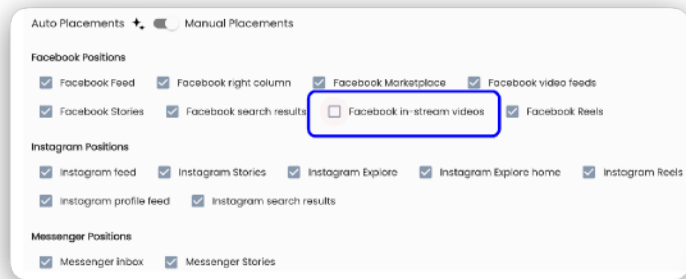 Auto Placements Manual Placements
Facebook Positions
Facebook Feed Facebook right column Facebook Marketplace Facebook video feeds
Facebook Stories Facebook search results Facebook in-stream videos Facebook Reels
Instagram Positions
Instagram feed Instagram Stories Instagram Explore Instagram Explore home Instagram Reels
Instagram profile feed Instagram search results
Messenger Positions
Messenger inbox Messenger Stories